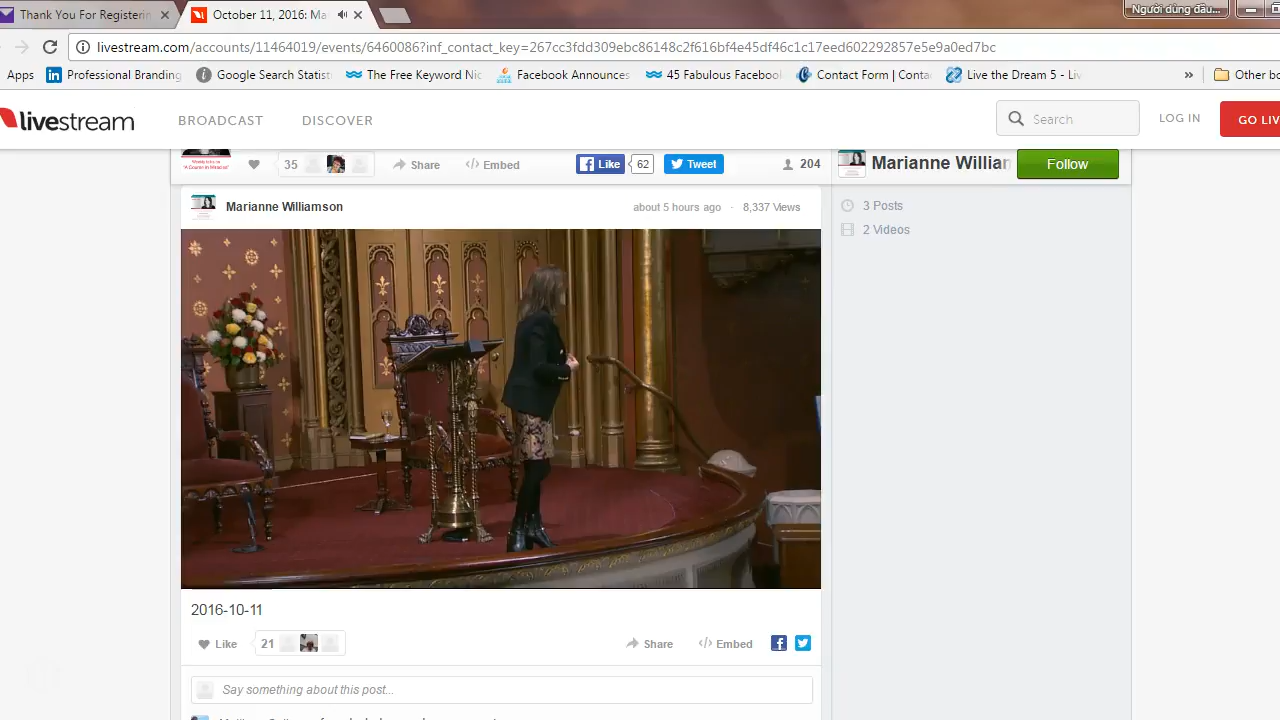 Thank You For Registerin
October 11, 2016: Ma
Người dùng đầu...
livestream.com/accounts/11464019/events/6460086?inf_contact_key=267cc3fdd309ebc86148c2f616bf4e45df46c1c17eed602292857e5e9a0ed7bc
Apps
Professional Branding
Google Search Statist
The Free Keyword Nic
Facebook Announces
45 Fabulous Facebook
Contact Form | Conta
Live the Dream 5 - Liv
»
Other bo
livestream
BROADCAST
DISCOVER
Search
LOG IN
GO LIV
35
Share
Embed
Like
62
Tweet
204
Marianne Willian
Follow
Marianne Williamson
about 5 hours ago · 8,337 Views
3 Posts
2 Videos
2016-10-11
Like
21
Share
Embed
Say something about this post...